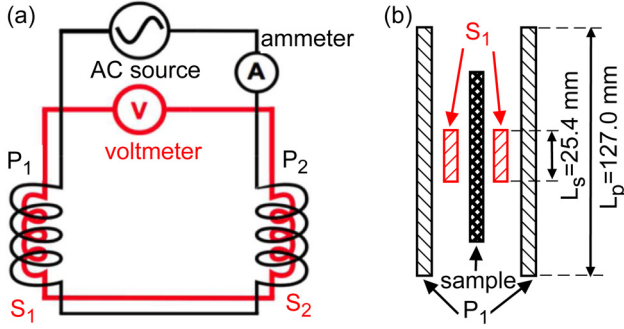 (a)
AC source
ammeter
A
V
voltmeter
P1
P2
S1
S2
(b)
S1
Ls=25.4 mm
Lp=127.0 mm
sample
P1